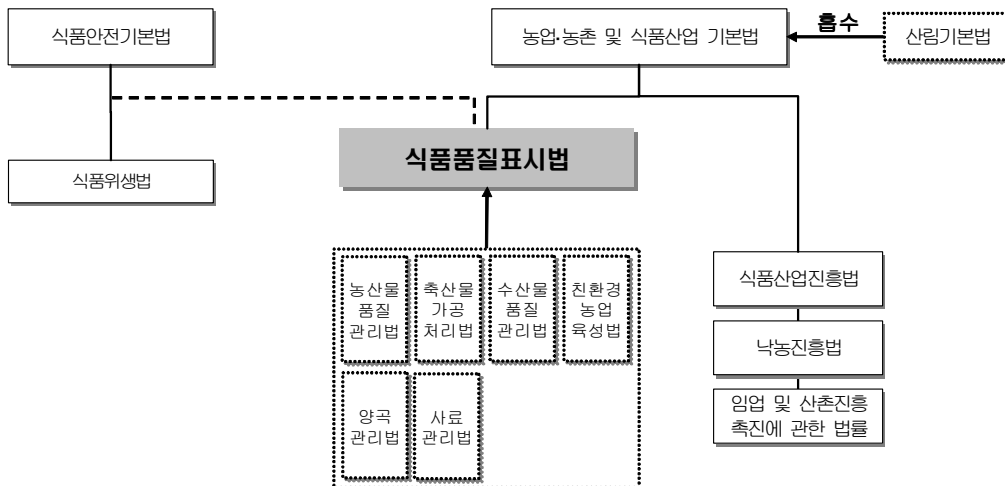 식품안전기본법
농업·농촌 및 식품산업 기본법
흡수
산림기본법
식품품질표시법
식품위생법
농산물
품질
관리법
축산물
가공
처리법
수산물
품질
관리법
친환경
농업
육성법
양곡
관리법
사료
관리법
식품산업진흥법
낙농진흥법
임업 및 산촌진흥
촉진에 관한 법률